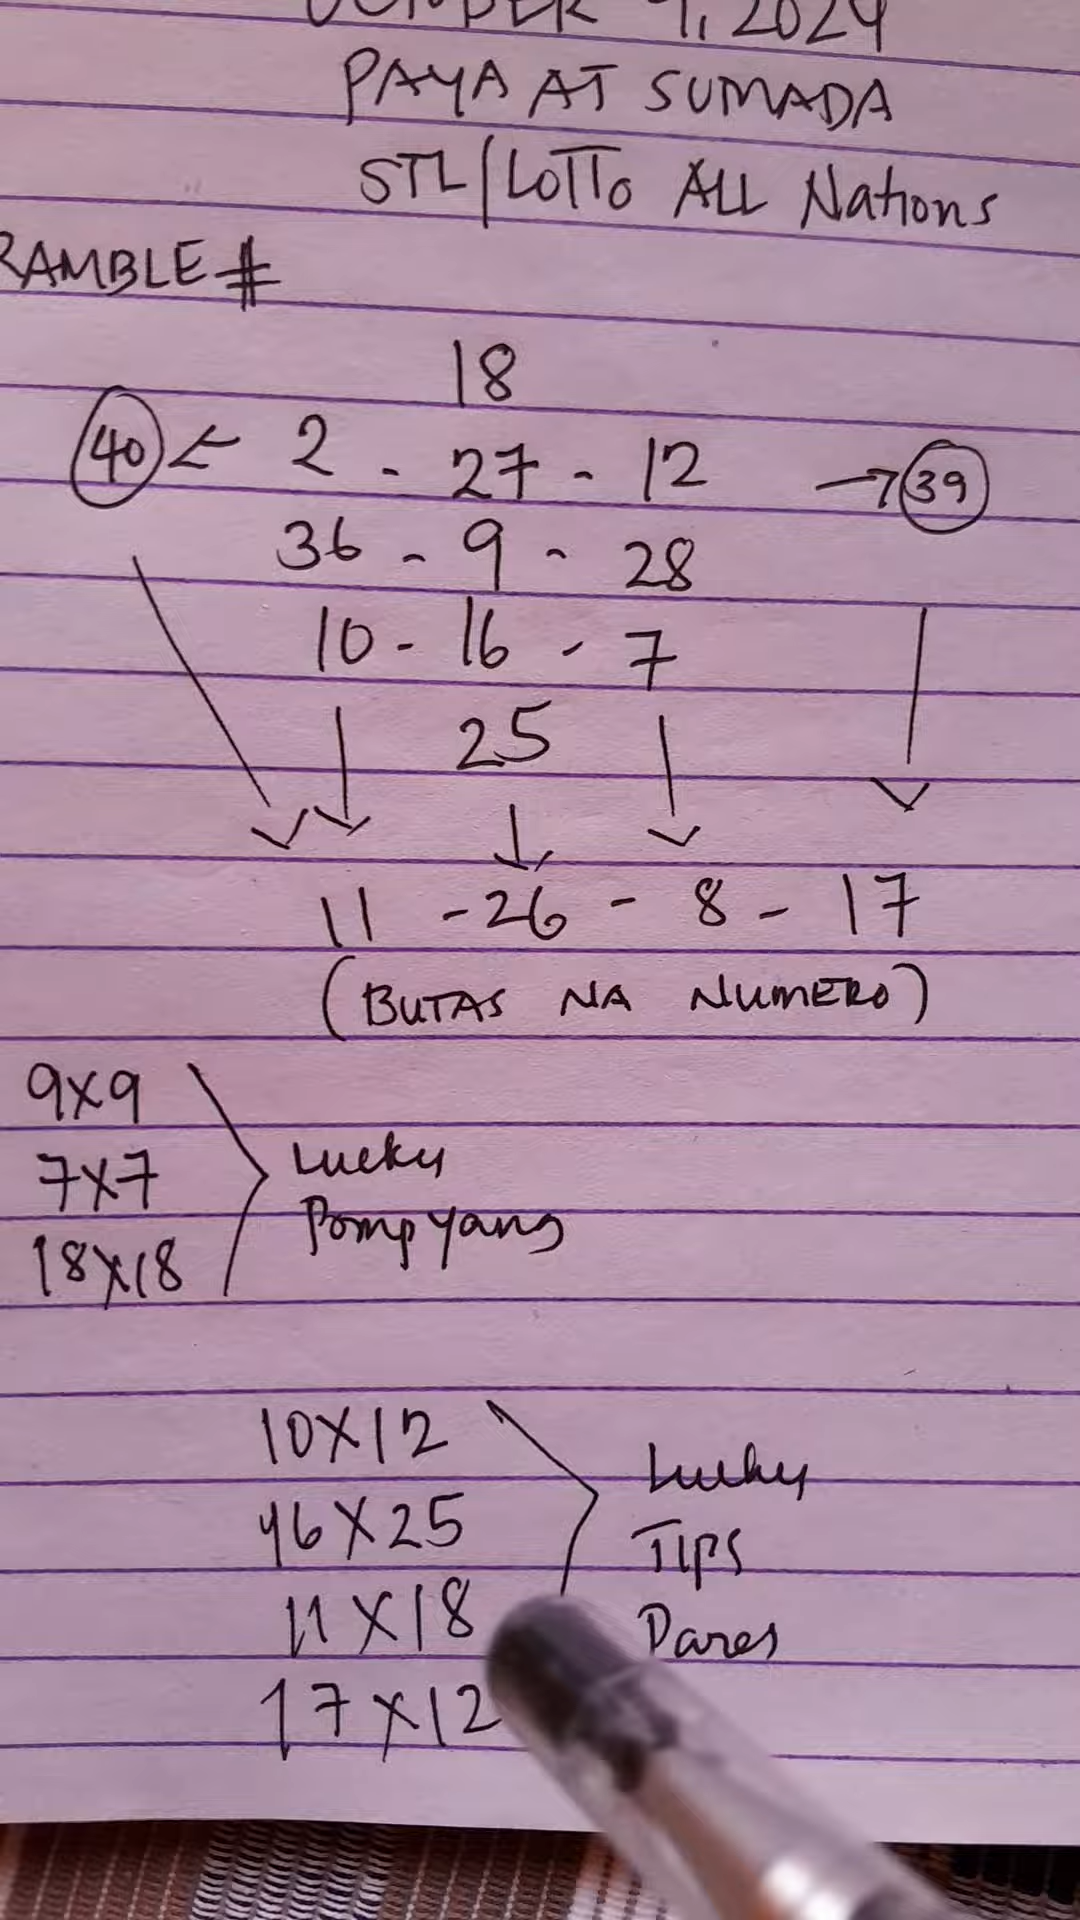 2024
PAYA AT SUMADA
STL/LOTTO ALL Nations
RAMBLE #
18
40 ← 2 - 27 - 12 → 39
36 - 9 - 28
10 - 16 - 7
25
11 - 26 - 8 - 17
(BUTAS NA NUMERO)
9X9
7X7
18X18
Lucky
Pompyang
10X12
16X25
11X18
17X12
Lucky
TIPS
Pares